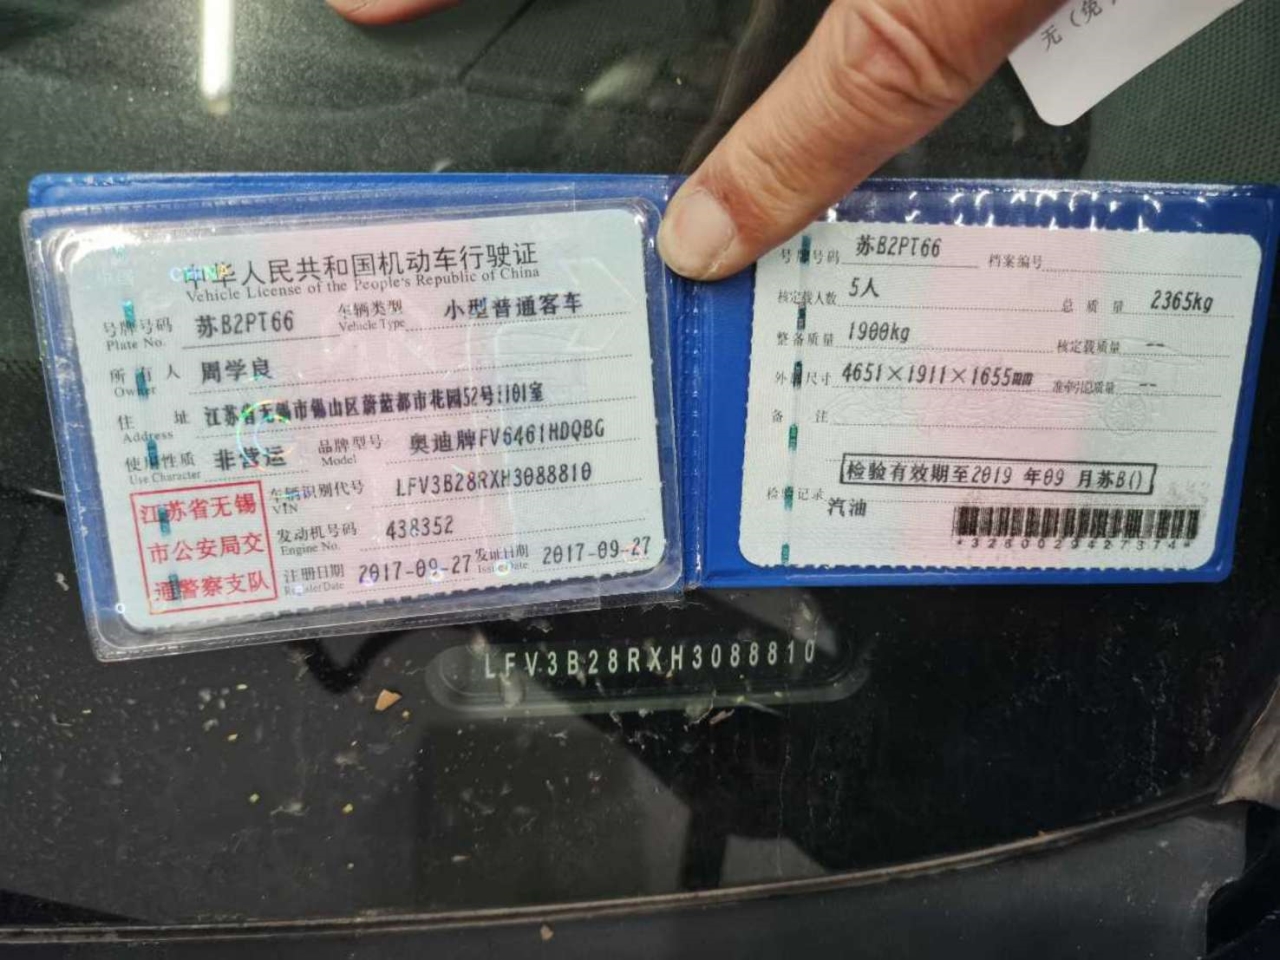 无（免
中华人民共和国机动车行驶证
Vehicle License of the People's Republic of China
号牌号码 苏B2PT66 车辆类型 小型普通客车
Plate No. Vehicle Type
所有人 周学良
Owner
住址 江苏省无锡市锡山区蔚蓝都市花园52号1101室
Address
使用性质 非营运 品牌型号 奥迪牌FV6461HDQBG
Use Character Model
江苏省无锡
市公安局交
通警察支队
车辆识别代号 LFV3B28RXH3088810
VIN
发动机号码 438352
Engine No.
注册日期 2017-09-27 发证日期 2017-09-27
Register Date Issue Date
号牌号码 苏B2PT66 档案编号
核定载人数 5人 总质量 2365kg
整备质量 1900kg 核定载质量 --
外廓尺寸 4651×1911×1655mm 准牵引总质量 --
备注
检验有效期至2019年09月苏B()
检验记录
汽油
*3280029427374*
LFV3B28RXH3088810